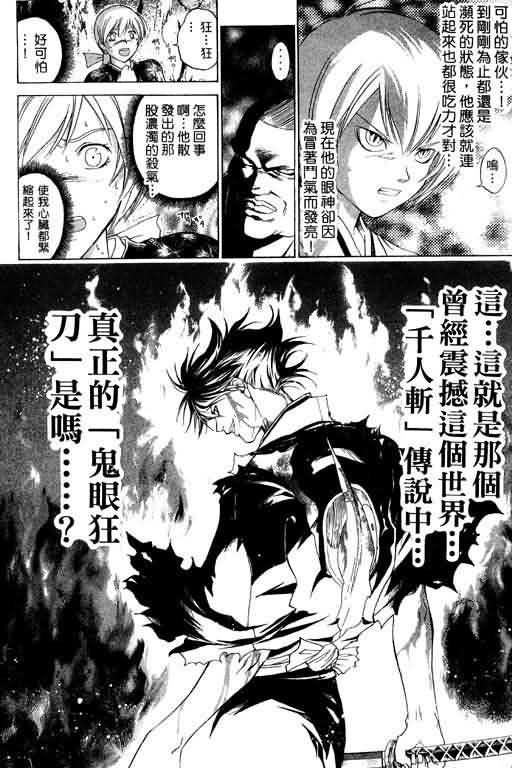 可怕的傢伙…！
到剛剛為止都還是
瀕死的狀態，他應該就連
站起來也都很吃力才對…
嗚…
現在他的眼神卻因
為冒著鬥氣而發亮！
狂…狂
…好可怕
…！
怎麼回事
啊…他散
發出的那
股濃濁的殺氣…
使我心臟都緊
縮起來了！
這…這就是那個
曾經震撼這個世界…
「千人斬」傳說中…
真正的「鬼眼狂
刀」是嗎……？